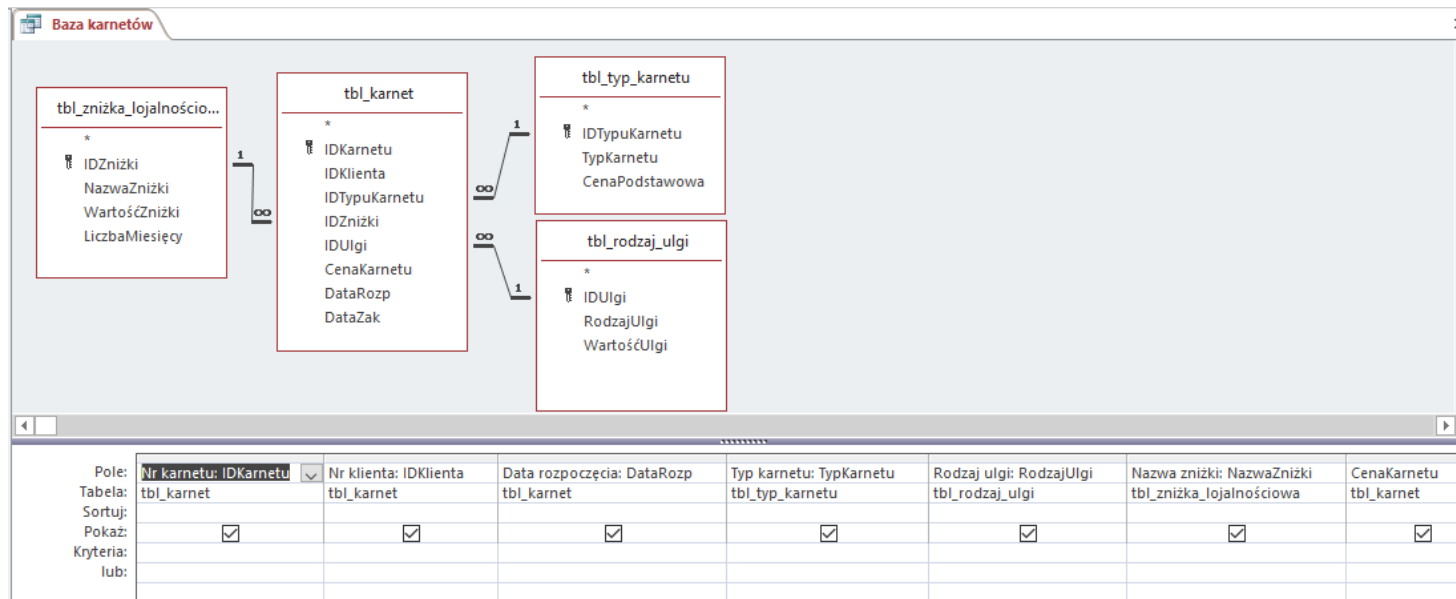 Baza karnetów
tbl_zniżka_lojalnościo...
*
IDZniżki
NazwaZniżki
WartośćZniżki
LiczbaMiesięcy
1
∞
tbl_karnet
*
IDKarnetu
IDKlienta
IDTypuKarnetu
IDZniżki
IDUlgi
CenaKarnetu
DataRozp
DataZak
∞
1
∞
1
tbl_typ_karnetu
*
IDTypuKarnetu
TypKarnetu
CenaPodstawowa
tbl_rodzaj_ulgi
*
IDUlgi
RodzajUlgi
WartośćUlgi
Pole: Nr karnetu: IDKarnetu Nr klienta: IDKlienta Data rozpoczęcia: DataRozp Typ karnetu: TypKarnetu Rodzaj ulgi: RodzajUlgi Nazwa zniżki: NazwaZniżki CenaKarnetu
Tabela: tbl_karnet tbl_karnet tbl_karnet tbl_typ_karnetu tbl_rodzaj_ulgi tbl_zniżka_lojalnościowa tbl_karnet
Sortuj:
Pokaż:
Kryteria:
lub: